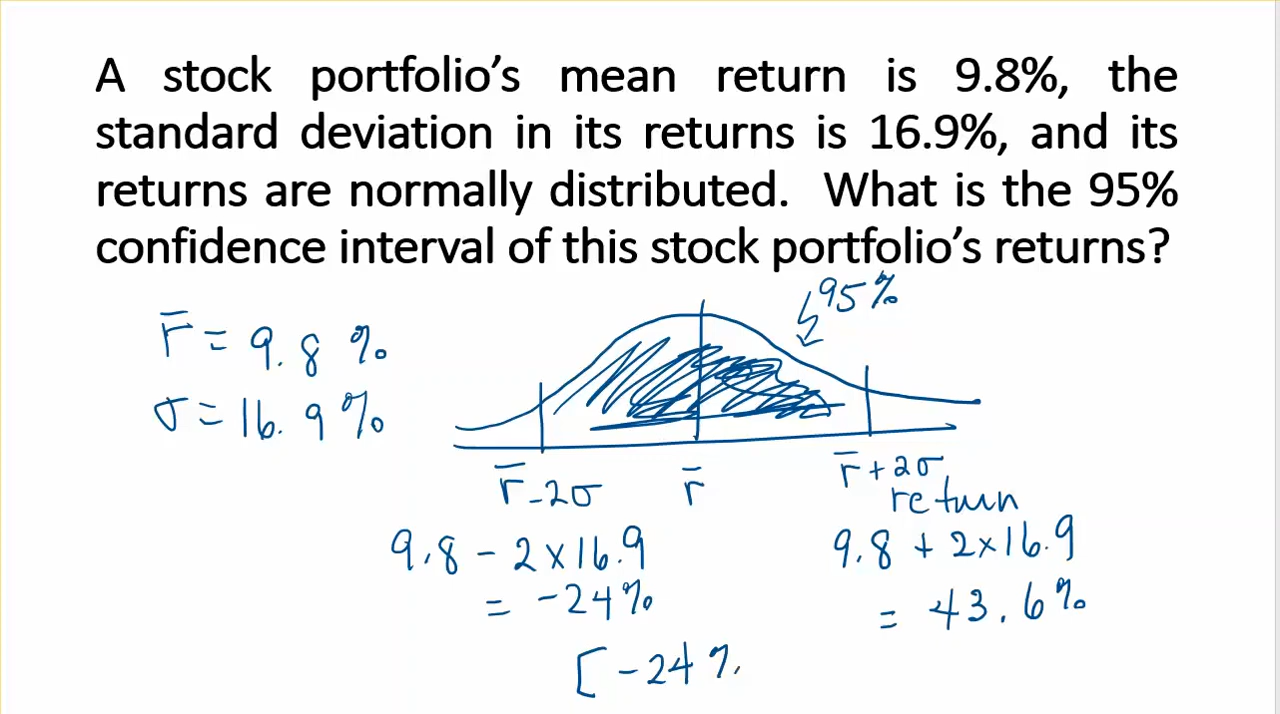 A stock portfolio’s mean return is 9.8%, the
standard deviation in its returns is 16.9%, and its
returns are normally distributed. What is the 95%
confidence interval of this stock portfolio’s returns?
95%
r̅ = 9.8 %
σ = 16.9 %
r̅ - 2σ
r̅
r̅ + 2σ
return
9.8 - 2 × 16.9
= -24%
9.8 + 2 × 16.9
= 43.6%
[ -24 %